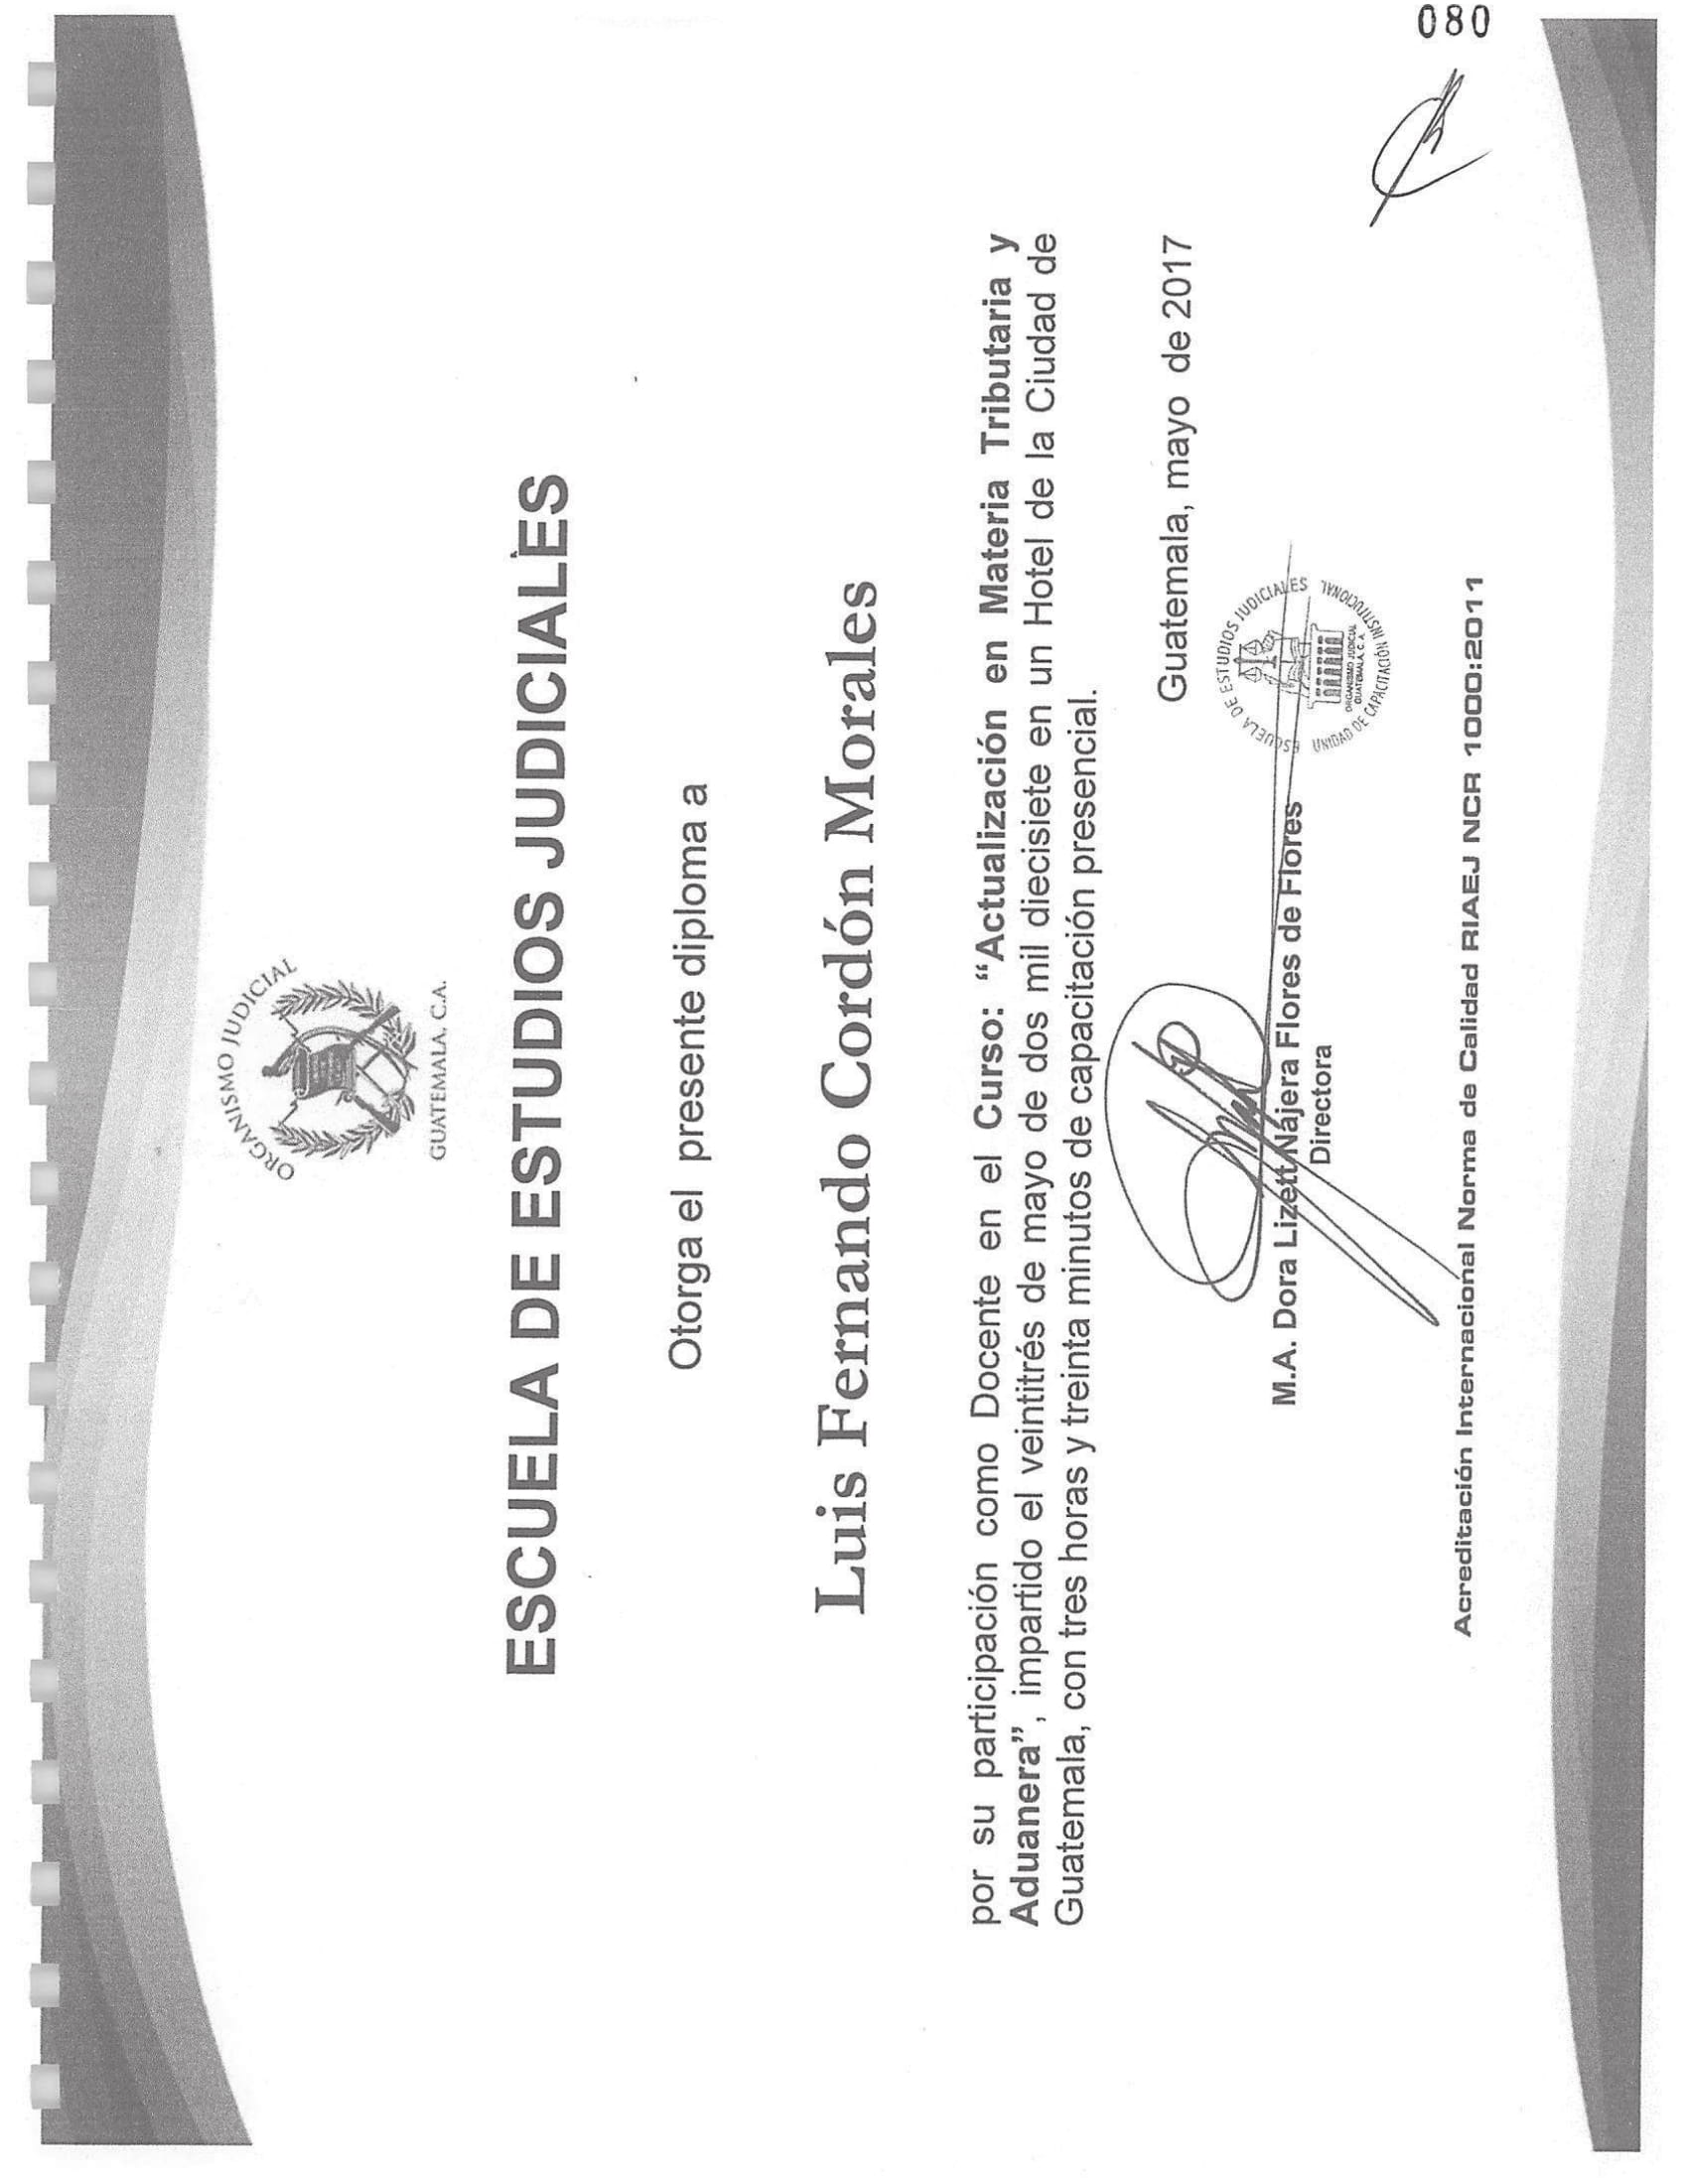 080
ORGANISMO JUDICIAL
GUATEMALA, C.A.
ESCUELA DE ESTUDIOS JUDICIALES
Otorga el presente diploma a
Luis Fernando Cordón Morales
por su participación como Docente en el Curso: “Actualización en Materia Tributaria y
Aduanera”, impartido el veintitrés de mayo de dos mil diecisiete en un Hotel de la Ciudad de
Guatemala, con tres horas y treinta minutos de capacitación presencial.
Guatemala, mayo de 2017
ESCUELA DE ESTUDIOS JUDICIALES
ORGANISMO JUDICIAL
GUATEMALA, C. A.
UNIDAD DE CAPACITACIÓN INSTITUCIONAL
M.A. Dora Lizett Nájera Flores de Flores
Directora
Acreditación Internacional Norma de Calidad RIAEJ NCR 1000:2011